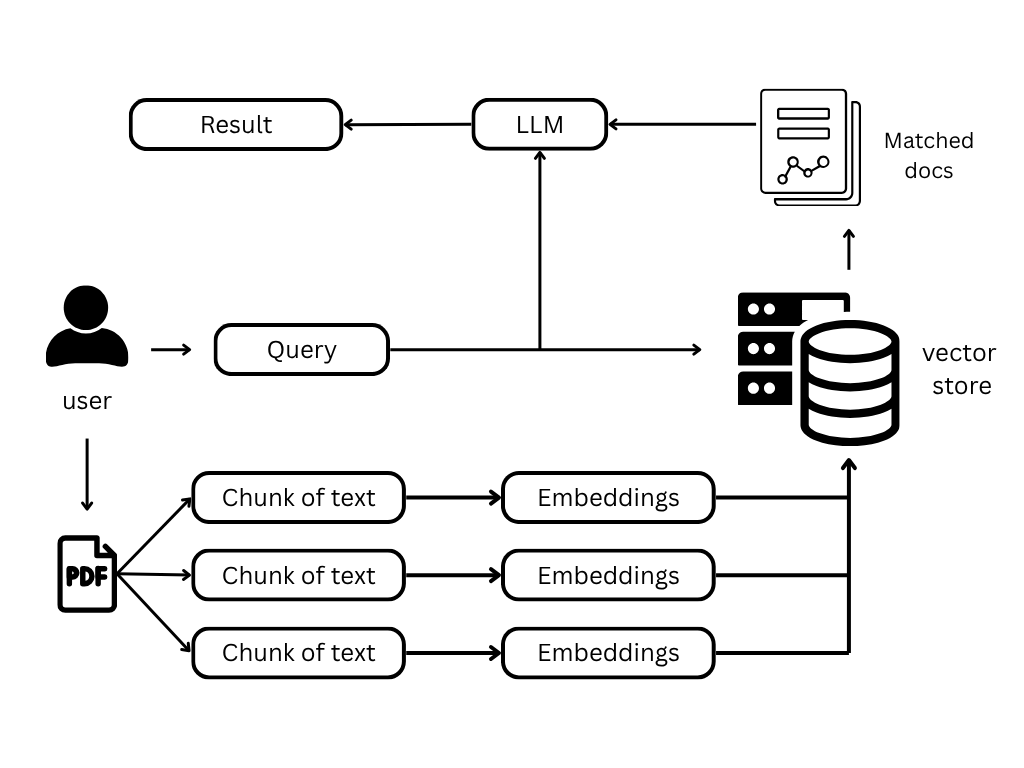 Result
LLM
Matched
docs
Query
vector
store
user
Chunk of text
Embeddings
PDF
Chunk of text
Embeddings
Chunk of text
Embeddings